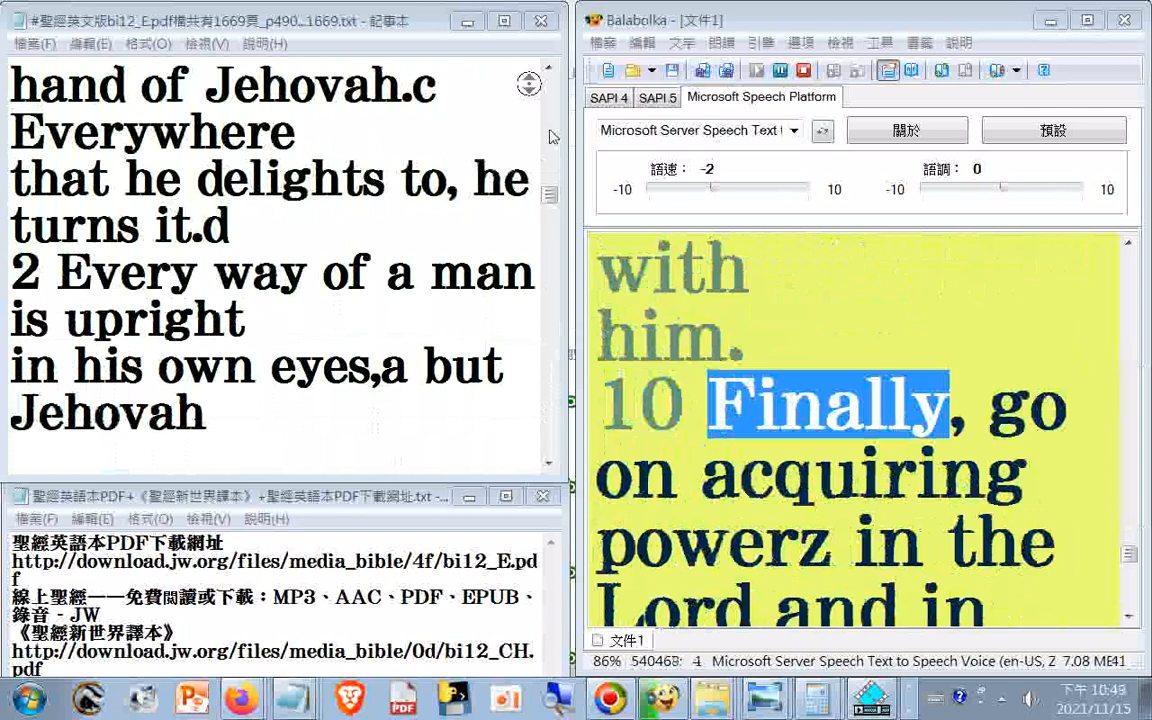 #聖經英文版bi12_E.pdf檔共有1669頁_p490...1669.txt - 記事本
檔案(F) 編輯(E) 格式(O) 檢視(V) 說明(H)
hand of Jehovah.c
Everywhere
that he delights to, he
turns it.d
2 Every way of a man
is upright
in his own eyes,a but
Jehovah
聖經英語本PDF+《聖經新世界譯本》+聖經英語本PDF下載網址.txt -...
檔案(F) 編輯(E) 格式(O) 檢視(V) 說明(H)
聖經英語本PDF下載網址
http://download.jw.org/files/media_bible/4f/bi12_E.pd
f
線上聖經——免費閱讀或下載：MP3、AAC、PDF、EPUB、
錄音 - JW
《聖經新世界譯本》
http://download.jw.org/files/media_bible/0d/bi12_CH.
pdf
Balabolka - [文件1]
檔案 編輯 文字 朗讀 引擎 選項 檢視 工具 書籤 說明
SAPI 4 SAPI 5 Microsoft Speech Platform
Microsoft Server Speech Text 關於 預設
語速： -2 語調： 0
-10 10 -10 10
with
him.
10 Finally, go
on acquiring
powerz in the
Lord and in
文件1
86% 540463: 4 Microsoft Server Speech Text to Speech Voice (en-US, Z 7.08 ME41
下午 10:49
2021/11/15